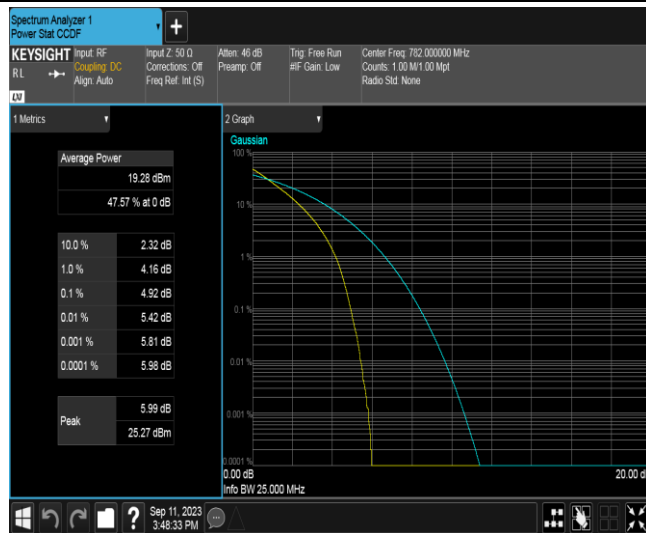 Spectrum Analyzer 1
Power Stat CCDF
+
KEYSIGHT
RL
LXI
Input: RF
Coupling: DC
Align: Auto
Input Z: 50 Ω
Corrections: Off
Freq Ref: Int (S)
Atten: 46 dB
Preamp: Off
Trig: Free Run
#IF Gain: Low
Center Freq: 782.000000 MHz
Counts: 1.00 M/1.00 Mpt
Radio Std: None
1 Metrics
Average Power
19.28 dBm
47.57 % at 0 dB
10.0 % 2.32 dB
1.0 % 4.16 dB
0.1 % 4.92 dB
0.01 % 5.42 dB
0.001 % 5.81 dB
0.0001 % 5.98 dB
Peak
5.99 dB
25.27 dBm
2 Graph
Gaussian
100 %
10 %
1 %
0.1 %
0.01 %
0.001 %
0.0001 %
0.00 dB
20.00 d
Info BW 25.000 MHz
?
Sep 11, 2023
3:48:33 PM